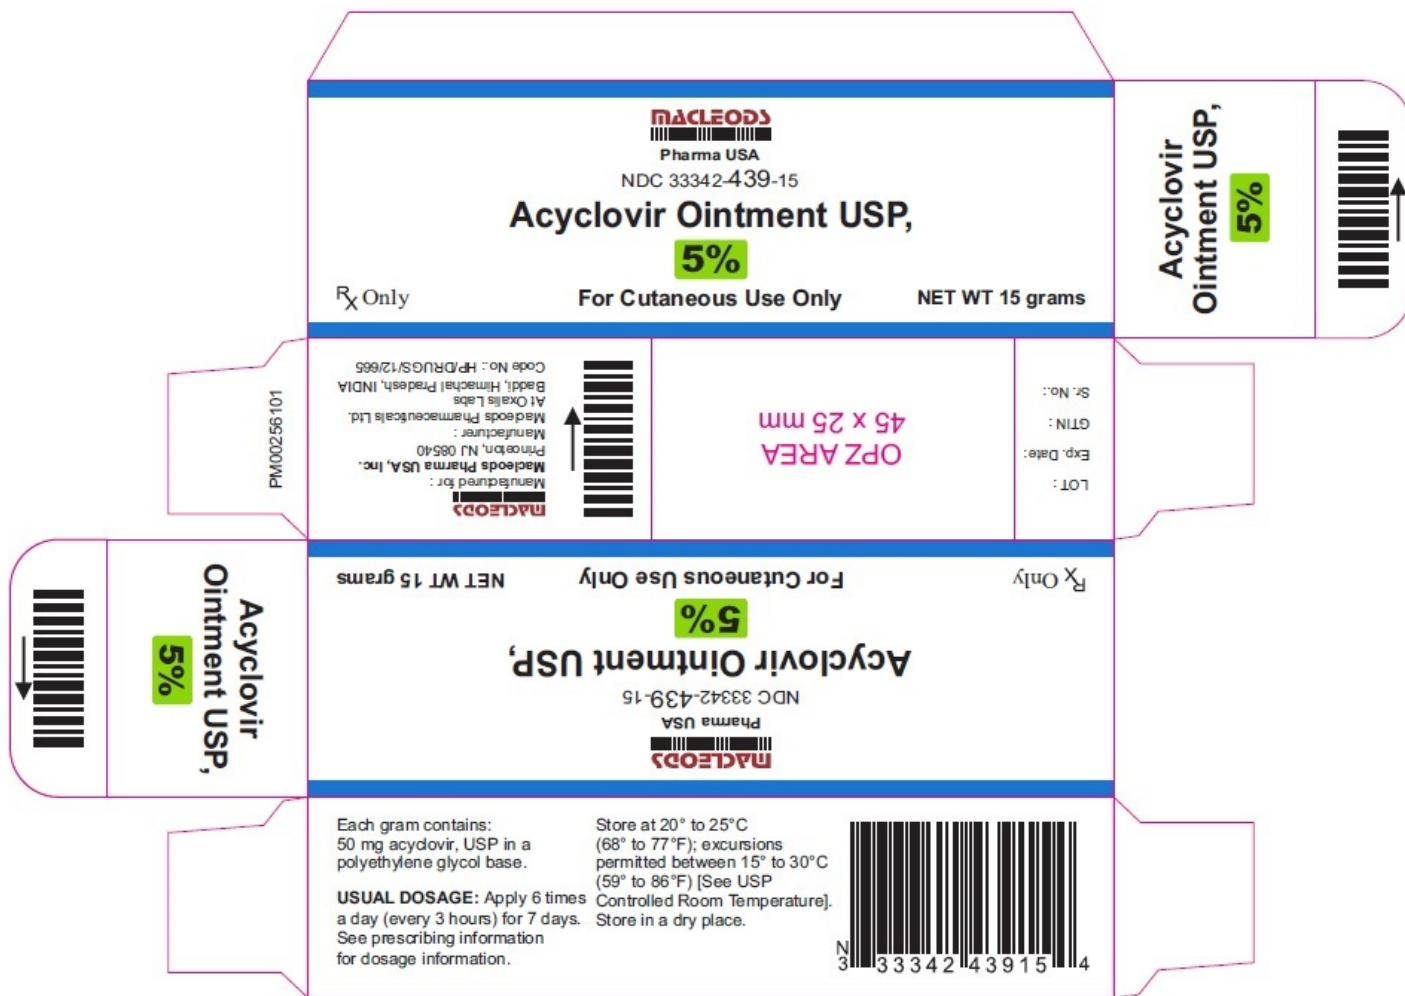 MACLEODS
Pharma USA
NDC 33342-439-15
Acyclovir Ointment USP,
5%
℞ Only
For Cutaneous Use Only
NET WT 15 grams
Acyclovir
Ointment USP,
5%
PM00256101
MACLEODS
Manufactured for :
Macleods Pharma USA, Inc.
Princeton, NJ 08540
Manufacturer :
Macleods Pharmaceuticals Ltd.
At Oxalis Labs
Baddi, Himachal Pradesh, INDIA
Code No.: HP/DRUGS/12/665
OPZ AREA
45 x 25 mm
LOT :
Exp. Date:
GTIN :
Sr. No.:
MACLEODS
Pharma USA
NDC 33342-439-15
Acyclovir Ointment USP,
5%
℞ Only
For Cutaneous Use Only
NET WT 15 grams
Acyclovir
Ointment USP,
5%
Each gram contains:
50 mg acyclovir, USP in a
polyethylene glycol base.
USUAL DOSAGE: Apply 6 times
a day (every 3 hours) for 7 days.
See prescribing information
for dosage information.
Store at 20° to 25°C
(68° to 77°F); excursions
permitted between 15° to 30°C
(59° to 86°F) [See USP
Controlled Room Temperature].
Store in a dry place.
N
3 33342 43915 4